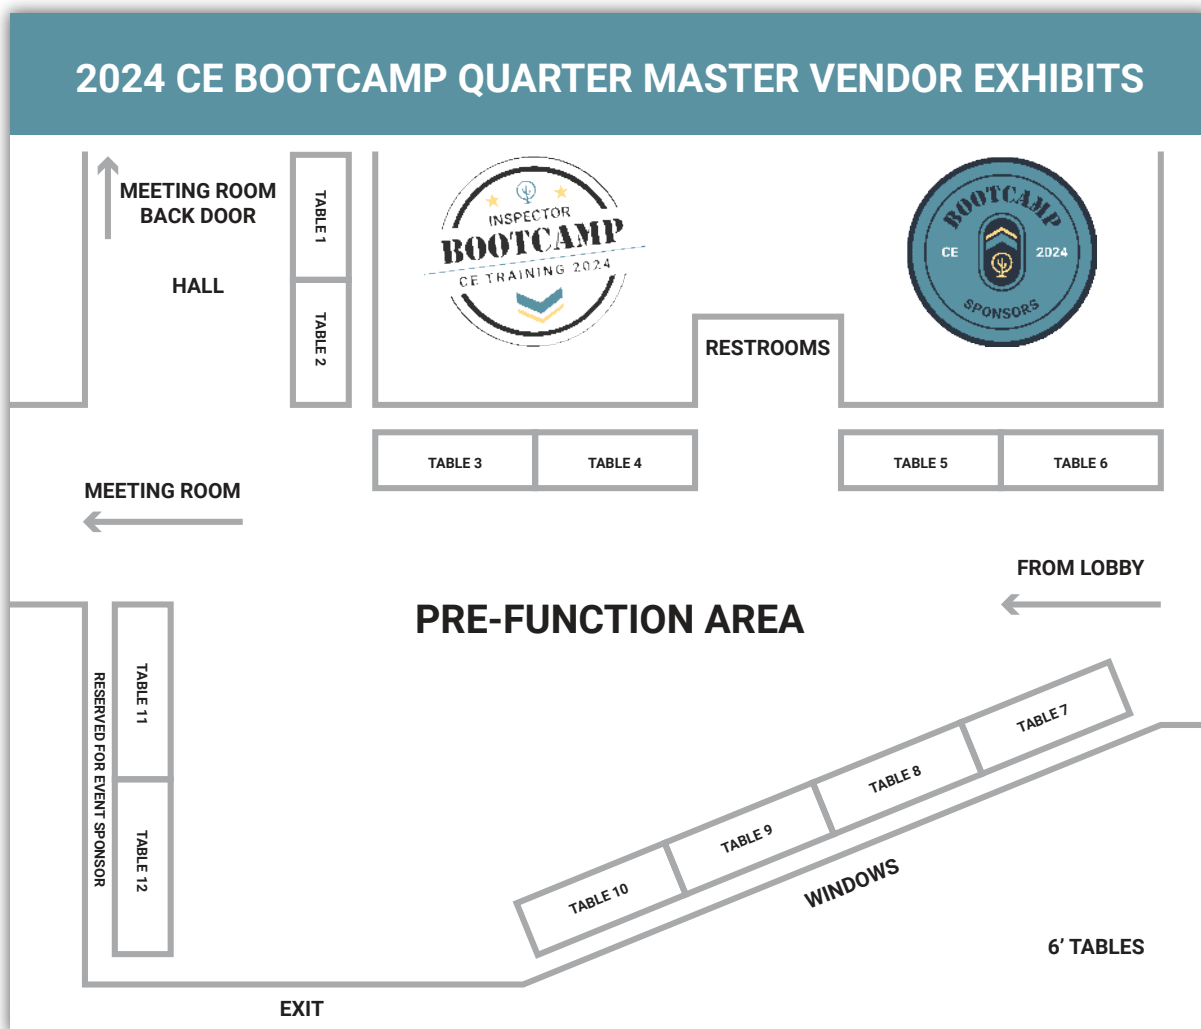 2024 CE BOOTCAMP QUARTER MASTER VENDOR EXHIBITS
MEETING ROOM
BACK DOOR
HALL
TABLE 1
TABLE 2
INSPECTOR
BOOTCAMP
CE TRAINING 2024
BOOTCAMP
CE
2024
SPONSORS
RESTROOMS
TABLE 3
TABLE 4
TABLE 5
TABLE 6
MEETING ROOM
FROM LOBBY
PRE-FUNCTION AREA
RESERVED FOR EVENT SPONSOR
TABLE 11
TABLE 12
TABLE 7
TABLE 8
TABLE 9
TABLE 10
WINDOWS
6’ TABLES
EXIT